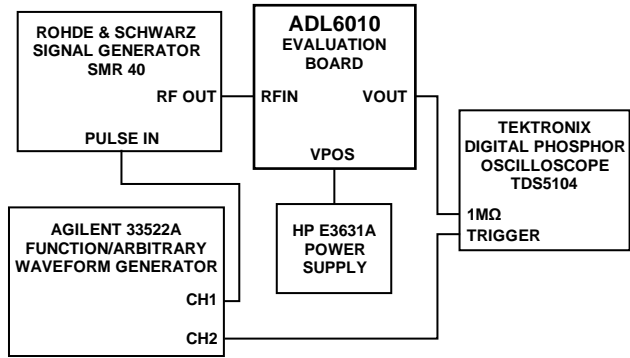 ROHDE & SCHWARZ
SIGNAL GENERATOR
SMR 40
RF OUT
PULSE IN
ADL6010
EVALUATION
BOARD
RFIN
VOUT
VPOS
TEKTRONIX
DIGITAL PHOSPHOR
OSCILLOSCOPE
TDS5104
1MΩ
TRIGGER
AGILENT 33522A
FUNCTION/ARBITRARY
WAVEFORM GENERATOR
CH1
CH2
HP E3631A
POWER
SUPPLY